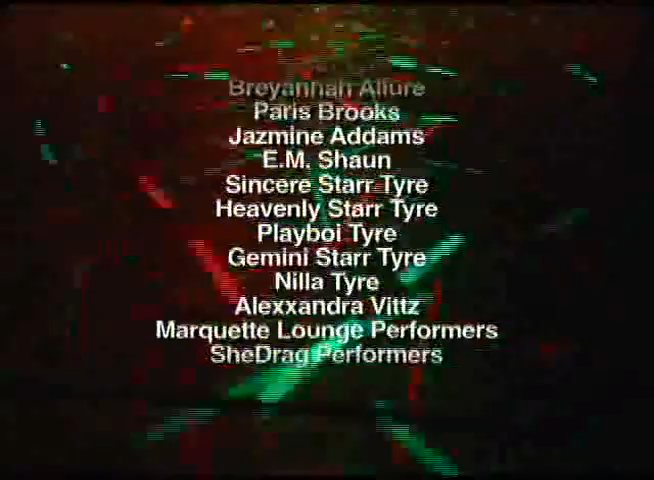 Breyannah Allure
Paris Brooks
Jazmine Addams
E.M. Shaun
Sincere Starr Tyre
Heavenly Starr Tyre
Playboi Tyre
Gemini Starr Tyre
Nilla Tyre
Alexxandra Vittz
Marquette Lounge Performers
SheDrag Performers